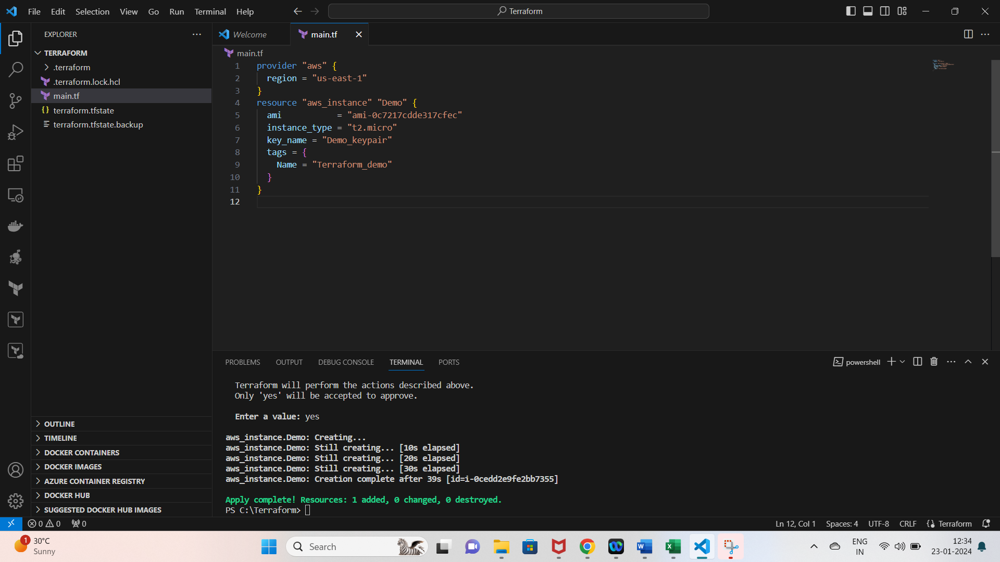 File Edit Selection View Go Run Terminal Help
Terraform
EXPLORER
TERRAFORM
.terraform
.terraform.lock.hcl
main.tf
terraform.tfstate
terraform.tfstate.backup
OUTLINE
TIMELINE
DOCKER CONTAINERS
DOCKER IMAGES
AZURE CONTAINER REGISTRY
DOCKER HUB
SUGGESTED DOCKER HUB IMAGES
Welcome main.tf
main.tf
1 provider "aws" {
2 region = "us-east-1"
3 }
4 resource "aws_instance" "Demo" {
5 ami = "ami-0c7217cdde317cfec"
6 instance_type = "t2.micro"
7 key_name = "Demo_keypair"
8 tags = {
9 Name = "Terraform_demo"
10 }
11 }
12
PROBLEMS OUTPUT DEBUG CONSOLE TERMINAL PORTS
powershell
Terraform will perform the actions described above.
Only 'yes' will be accepted to approve.
Enter a value: yes
aws_instance.Demo: Creating...
aws_instance.Demo: Still creating... [10s elapsed]
aws_instance.Demo: Still creating... [20s elapsed]
aws_instance.Demo: Still creating... [30s elapsed]
aws_instance.Demo: Creation complete after 39s [id=i-0cedd2e9fe2bb7355]
Apply complete! Resources: 1 added, 0 changed, 0 destroyed.
PS C:\Terraform>
0 0 0
Ln 12, Col 1 Spaces: 4 UTF-8 CRLF {} Terraform
1
30°C
Sunny
Search
W
X
ENG
IN
12:34
23-01-2024